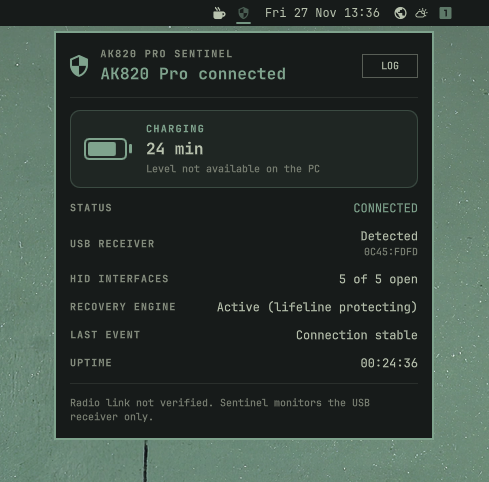 Fri 27 Nov 13:36
1
AK820 PRO SENTINEL
AK820 Pro connected
LOG
CHARGING
24 min
Level not available on the PC
STATUS CONNECTED
USB RECEIVER Detected
0C45:FDFD
HID INTERFACES 5 of 5 open
RECOVERY ENGINE Active (lifeline protecting)
LAST EVENT Connection stable
UPTIME 00:24:36
Radio link not verified. Sentinel monitors the USB
receiver only.